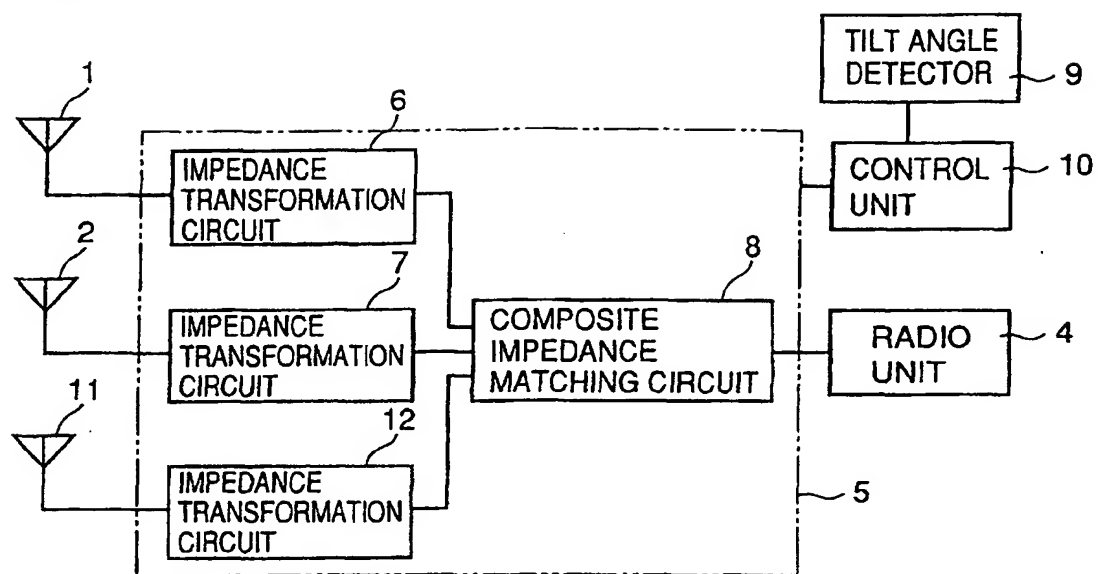 TILT ANGLE
DETECTOR
9
1
6
IMPEDANCE
TRANSFORMATION
CIRCUIT
CONTROL
UNIT
10
2
7
IMPEDANCE
TRANSFORMATION
CIRCUIT
8
COMPOSITE
IMPEDANCE
MATCHING CIRCUIT
RADIO
UNIT
4
11
12
IMPEDANCE
TRANSFORMATION
CIRCUIT
5